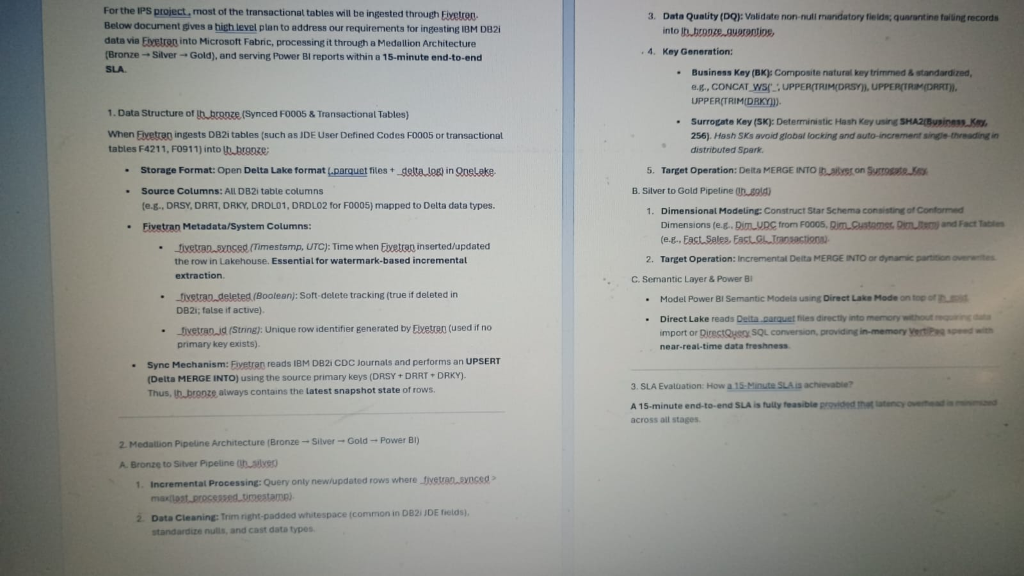 For the IPS project , most of the transactional tables will be ingested through Fivetran.
Below document gives a high level plan to address our requirements for ingesting IBM DB2i
data via Fivetran into Microsoft Fabric, processing it through a Medallion Architecture
(Bronze → Silver → Gold), and serving Power BI reports within a 15-minute end-to-end
SLA.
1. Data Structure of lh_bronze (Synced F0005 & Transactional Tables)
When Fivetran ingests DB2i tables (such as JDE User Defined Codes F0005 or transactional
tables F4211, F0911) into lh_bronze:
• Storage Format: Open Delta Lake format (.parquet files + _delta_log) in OneLake.
• Source Columns: All DB2i table columns
(e.g., DRSY, DRRT, DRKY, DRDL01, DRDL02 for F0005) mapped to Delta data types.
• Fivetran Metadata/System Columns:
• _fivetran_synced (Timestamp, UTC): Time when Fivetran inserted/updated
the row in Lakehouse. Essential for watermark-based incremental
extraction.
• _fivetran_deleted (Boolean): Soft-delete tracking (true if deleted in
DB2i; false if active).
• _fivetran_id (String): Unique row identifier generated by Fivetran (used if no
primary key exists).
• Sync Mechanism: Fivetran reads IBM DB2i CDC Journals and performs an UPSERT
(Delta MERGE INTO) using the source primary keys (DRSY + DRRT + DRKY).
Thus, lh_bronze always contains the latest snapshot state of rows.
2. Medallion Pipeline Architecture (Bronze → Silver → Gold → Power BI)
A. Bronze to Silver Pipeline (lh_silver)
1. Incremental Processing: Query only new/updated rows where _fivetran_synced >
max(last_processed_timestamp).
2. Data Cleaning: Trim right-padded whitespace (common in DB2i JDE fields),
standardize nulls, and cast data types.
3. Data Quality (DQ): Validate non-null mandatory fields; quarantine failing records
into lh_bronze_quarantine.
4. Key Generation:
• Business Key (BK): Composite natural key trimmed & standardized,
e.g., CONCAT_WS('_', UPPER(TRIM(DRSY)), UPPER(TRIM(DRRT)),
UPPER(TRIM(DRKY))).
• Surrogate Key (SK): Deterministic Hash Key using SHA2(Business_Key,
256). Hash SKs avoid global locking and auto-increment single-threading in
distributed Spark.
5. Target Operation: Delta MERGE INTO lh_silver on Surrogate_Key.
B. Silver to Gold Pipeline (lh_gold)
1. Dimensional Modeling: Construct Star Schema consisting of Conformed
Dimensions (e.g., Dim_UDC from F0005, Dim_Customer, Dim_Item) and Fact Tables
(e.g., Fact_Sales, Fact_GL_Transactions).
2. Target Operation: Incremental Delta MERGE INTO or dynamic partition overwrites.
C. Semantic Layer & Power BI
• Model Power BI Semantic Models using Direct Lake Mode on top of lh_gold.
• Direct Lake reads Delta .parquet files directly into memory without requiring data
import or DirectQuery SQL conversion, providing in-memory VertiPaq speed with
near-real-time data freshness.
3. SLA Evaluation: How a 15-Minute SLA is achievable?
A 15-minute end-to-end SLA is fully feasible provided that latency overhead is minimized
across all stages.